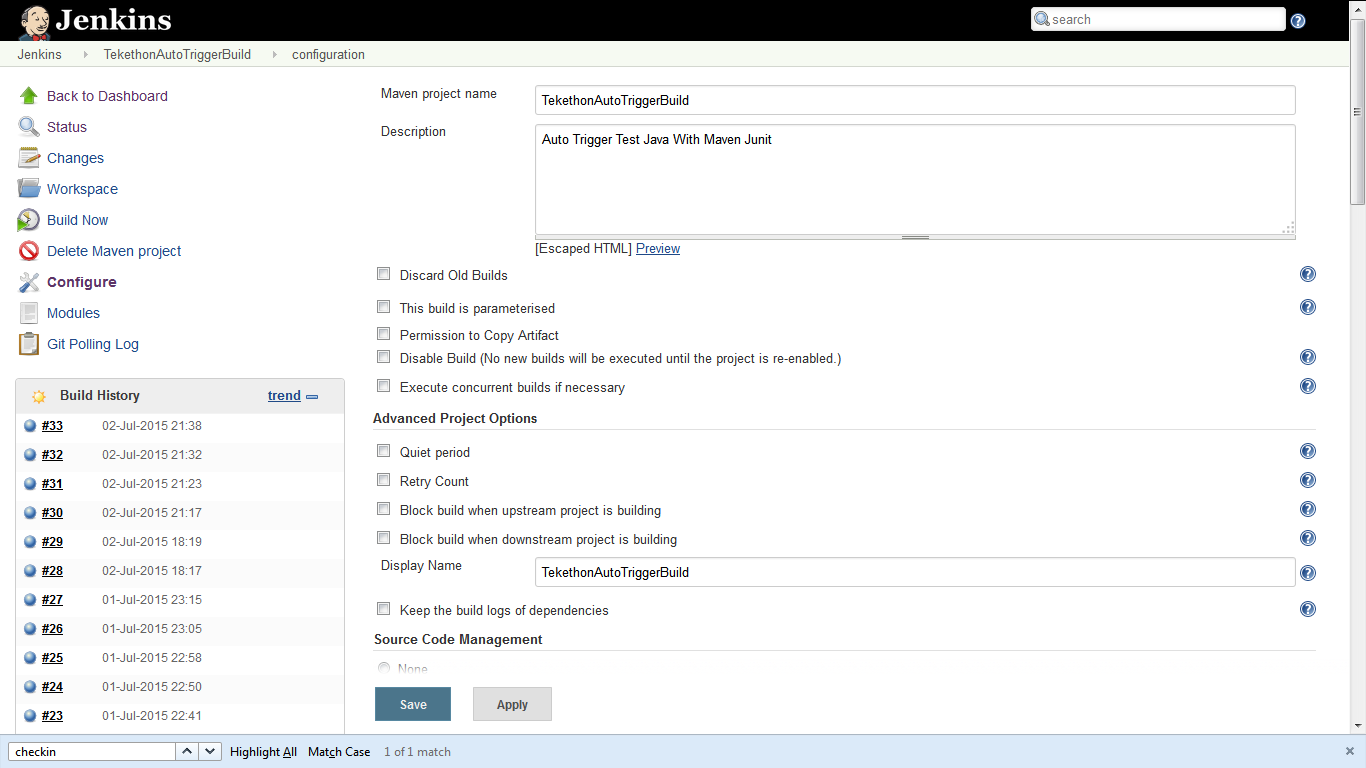 Jenkins
search
Jenkins TekethonAutoTriggerBuild configuration
Back to Dashboard
Status
Changes
Workspace
Build Now
Delete Maven project
Configure
Modules
Git Polling Log
Build History trend
#33 02-Jul-2015 21:38
#32 02-Jul-2015 21:32
#31 02-Jul-2015 21:23
#30 02-Jul-2015 21:17
#29 02-Jul-2015 18:19
#28 02-Jul-2015 18:17
#27 01-Jul-2015 23:15
#26 01-Jul-2015 23:05
#25 01-Jul-2015 22:58
#24 01-Jul-2015 22:50
#23 01-Jul-2015 22:41
Maven project name TekethonAutoTriggerBuild
Description Auto Trigger Test Java With Maven Junit
[Escaped HTML] Preview
Discard Old Builds
This build is parameterised
Permission to Copy Artifact
Disable Build (No new builds will be executed until the project is re-enabled.)
Execute concurrent builds if necessary
Advanced Project Options
Quiet period
Retry Count
Block build when upstream project is building
Block build when downstream project is building
Display Name TekethonAutoTriggerBuild
Keep the build logs of dependencies
Source Code Management
None
Save Apply
checkin Highlight All Match Case 1 of 1 match